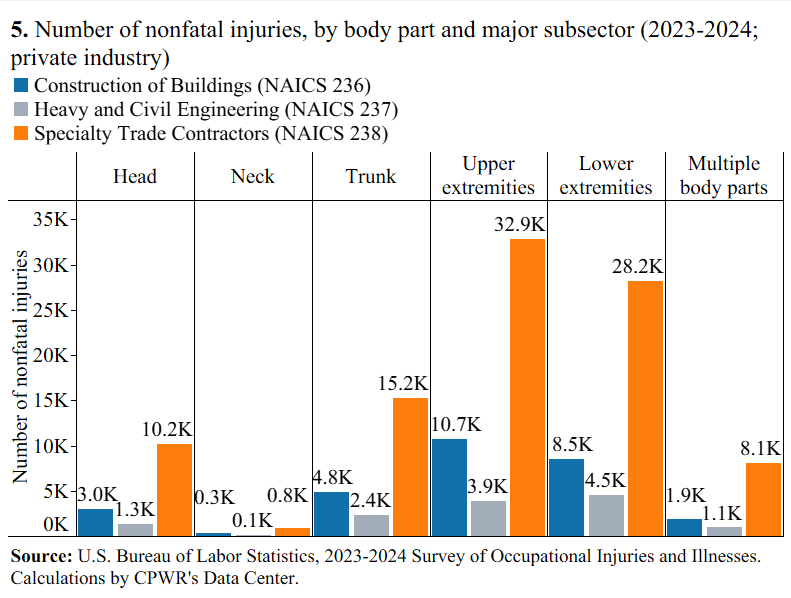 5. Number of nonfatal injuries, by body part and major subsector (2023-2024;
private industry)
Construction of Buildings (NAICS 236)
Heavy and Civil Engineering (NAICS 237)
Specialty Trade Contractors (NAICS 238)
Head
Neck
Trunk
Upper
extremities
Lower
extremities
Multiple
body parts
Number of nonfatal injuries
35K
30K
25K
20K
15K
10K
5K
0K
3.0K
1.3K
10.2K
0.3K
0.1K
0.8K
4.8K
2.4K
15.2K
10.7K
3.9K
32.9K
8.5K
4.5K
28.2K
1.9K
1.1K
8.1K
Source: U.S. Bureau of Labor Statistics, 2023-2024 Survey of Occupational Injuries and Illnesses.
Calculations by CPWR's Data Center.